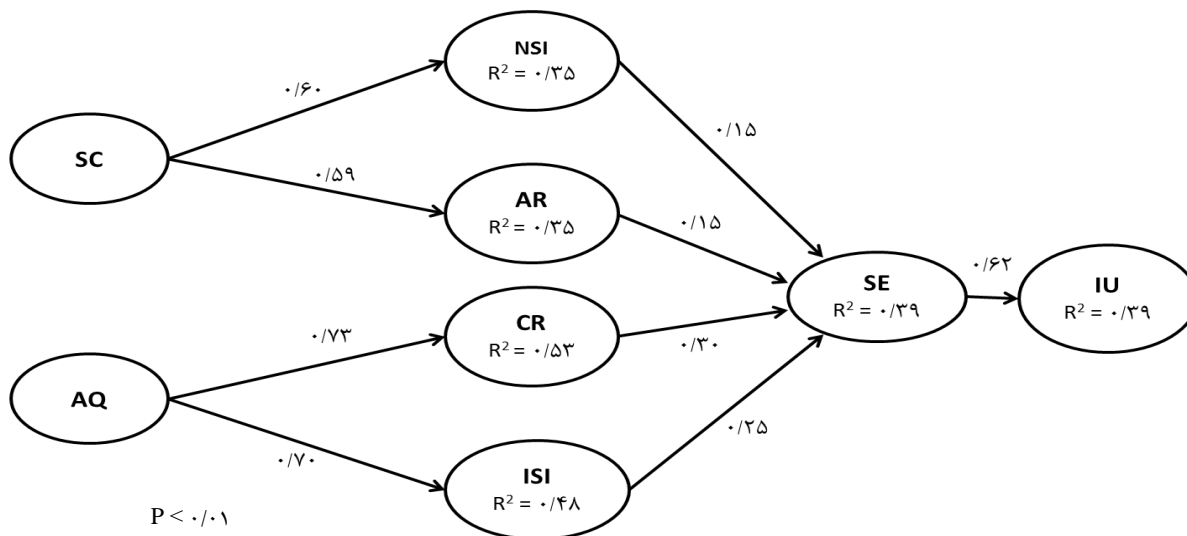 NSI
R² = ۰/۳۵
۰/۶۰
۰/۱۵
SC
۰/۵۹
AR
R² = ۰/۳۵
۰/۱۵
SE
R² = ۰/۳۹
۰/۶۲
IU
R² = ۰/۳۹
CR
R² = ۰/۵۳
۰/۷۳
۰/۳۰
AQ
۰/۷۰
ISI
R² = ۰/۴۸
۰/۲۵
P < ۰/۰۱